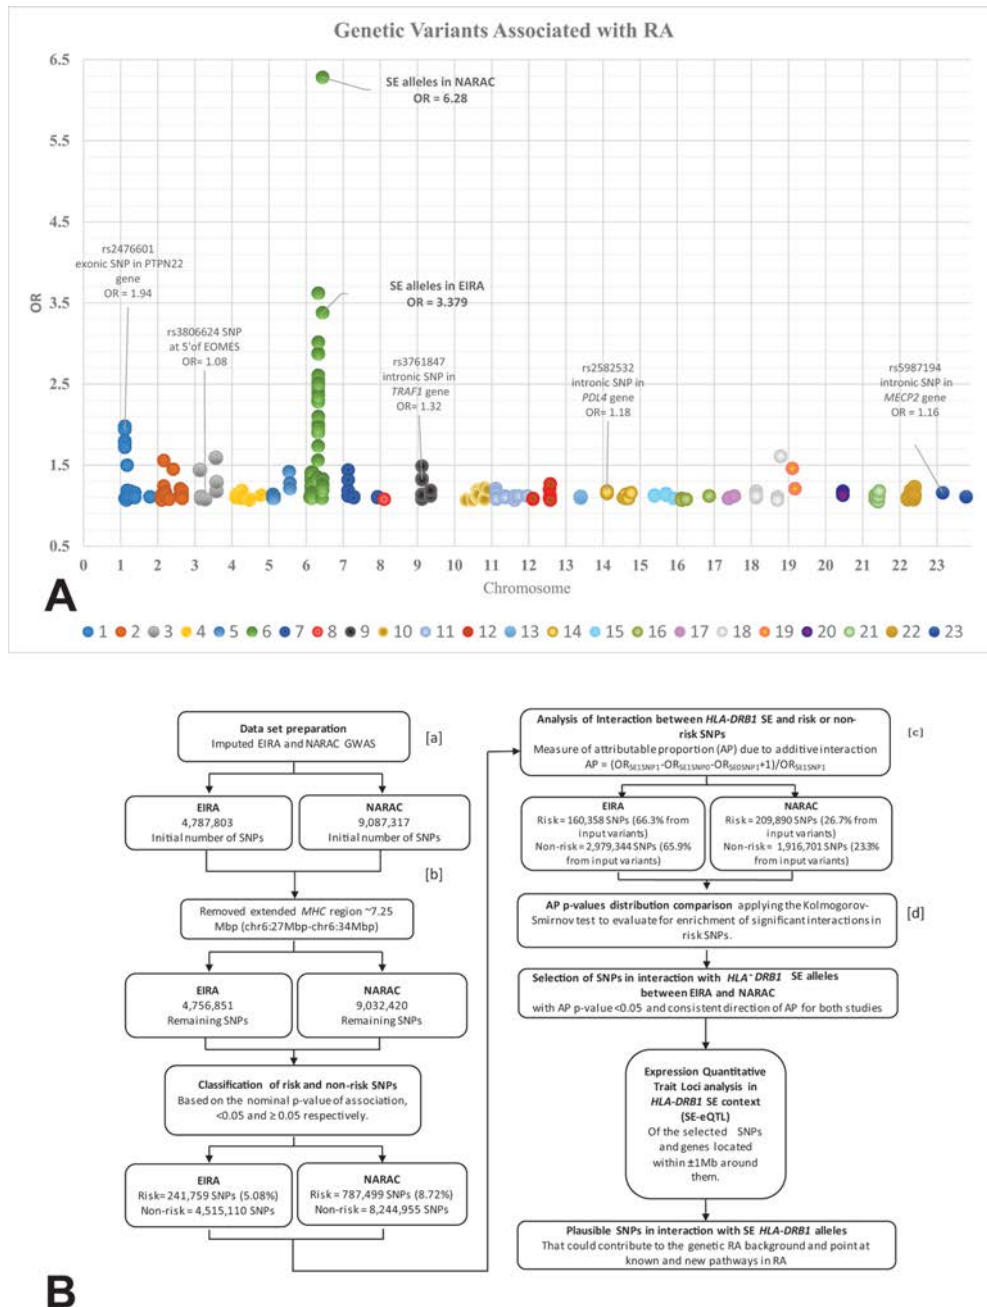 Genetic Variants Associated with RA
6.5
5.5
4.5
3.5
2.5
1.5
0.5
OR
SE alleles in NARAC
OR = 6.28
rs2476601
exonic SNP in PTPN22
gene
OR = 1.94
SE alleles in EIRA
OR = 3.379
rs3806624 SNP
at 5'of EOMES
OR= 1.08
rs3761847
intronic SNP in
TRAF1 gene
OR= 1.32
rs2582532
intronic SNP in
PDL4 gene
OR= 1.18
rs5987194
intronic SNP in
MECP2 gene
OR = 1.16
0 1 2 3 4 5 6 7 8 9 10 11 12 13 14 15 16 17 18 19 20 21 22 23
Chromosome
A
1 2 3 4 5 6 7 8 9 10 11 12 13 14 15 16 17 18 19 20 21 22 23
Data set preparation
Imputed EIRA and NARAC GWAS
[a]
EIRA
4,787,803
Initial number of SNPs
NARAC
9,087,317
Initial number of SNPs
[b]
Removed extended MHC region ~7.25
Mbp (chr6:27Mbp-chr6:34Mbp)
EIRA
4,756,851
Remaining SNPs
NARAC
9,032,420
Remaining SNPs
Classification of risk and non-risk SNPs
Based on the nominal p-value of association,
<0.05 and ≥ 0.05 respectively.
EIRA
Risk=241,759 SNPs (5.08%)
Non-risk=4,515,110 SNPs
NARAC
Risk=787,499 SNPs (8.72%)
Non-risk= 8,244,955 SNPs
Analysis of Interaction between HLA-DRB1 SE and risk or non-
risk SNPs
Measure of attributable proportion (AP) due to additive interaction
AP = (ORSE1SNP1-ORSE1SNP0-ORSE0SNP1+1)/ORSE1SNP1
[c]
EIRA
Risk= 160,358 SNPs (66.3% from
input variants)
Non-risk= 2,979,344 SNPs (65.9%
from input variants)
NARAC
Risk= 209,890 SNPs (26.7% from
input variants)
Non-risk= 1,916,701 SNPs (23.3%
from input variants)
AP p-values distribution comparison applying the Kolmogorov-
Smirnov test to evaluate for enrichment of significant interactions in
risk SNPs.
[d]
Selection of SNPs in interaction with HLA-DRB1 SE alleles
between EIRA and NARAC
with AP p-value <0.05 and consistent direction of AP for both studies
Expression Quantitative
Trait Loci analysis in
HLA-DRB1 SE context
(SE-eQTL)
Of the selected SNPs
and genes located
within ±1Mb around
them.
Plausible SNPs in interaction with SE HLA-DRB1 alleles
That could contribute to the genetic RA background and point at
known and new pathways in RA
B